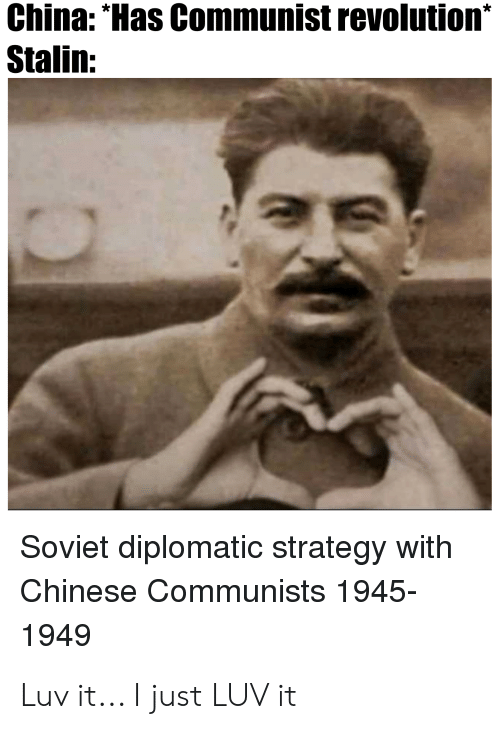 China: *Has Communist revolution*
Stalin:
Soviet diplomatic strategy with
Chinese Communists 1945-
1949
Luv it... I just LUV it